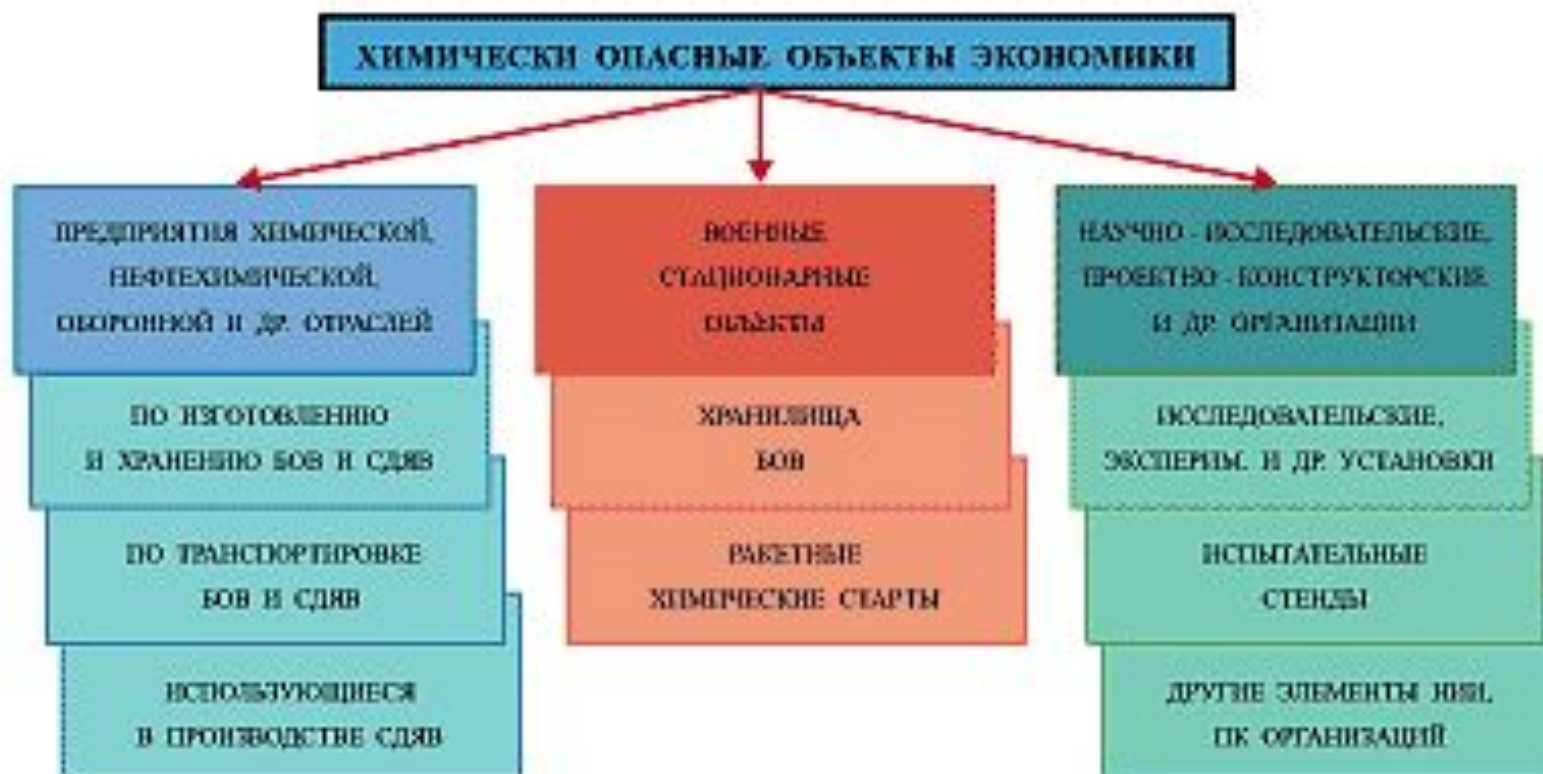 ХИМИЧЕСКИ ОПАСНЫЕ ОБЪЕКТЫ ЭКОНОМИКИ
ПРЕДПРИЯТИЯ ХИМИЧЕСКОЙ,
НЕФТЕХИМИЧЕСКОЙ,
ОБОРОННОЙ И ДР. ОТРАСЛЕЙ
ПО ИЗГОТОВЛЕНИЮ
И ХРАНЕНИЮ БОВ И СДЯВ
ПО ТРАНСПОРТИРОВКЕ
БОВ И СДЯВ
ИСПОЛЬЗУЮЩИЕСЯ
В ПРОИЗВОДСТВЕ СДЯВ
ВОЕННЫЕ
СТАЦИОНАРНЫЕ
ОБЪЕКТЫ
ХРАНИЛИЩА
БОВ
РАКЕТНЫЕ
ХИМИЧЕСКИЕ СТАРТЫ
НАУЧНО - ИССЛЕДОВАТЕЛЬСКИЕ,
ПРОЕКТНО - КОНСТРУКТОРСКИЕ
И ДР. ОРГАНИЗАЦИИ
ИССЛЕДОВАТЕЛЬСКИЕ,
ЭКСПЕРИМ. И ДР. УСТАНОВКИ
ИСПЫТАТЕЛЬНЫЕ
СТЕНДЫ
ДРУГИЕ ЭЛЕМЕНТЫ НИИ,
ПК ОРГАНИЗАЦИЙ